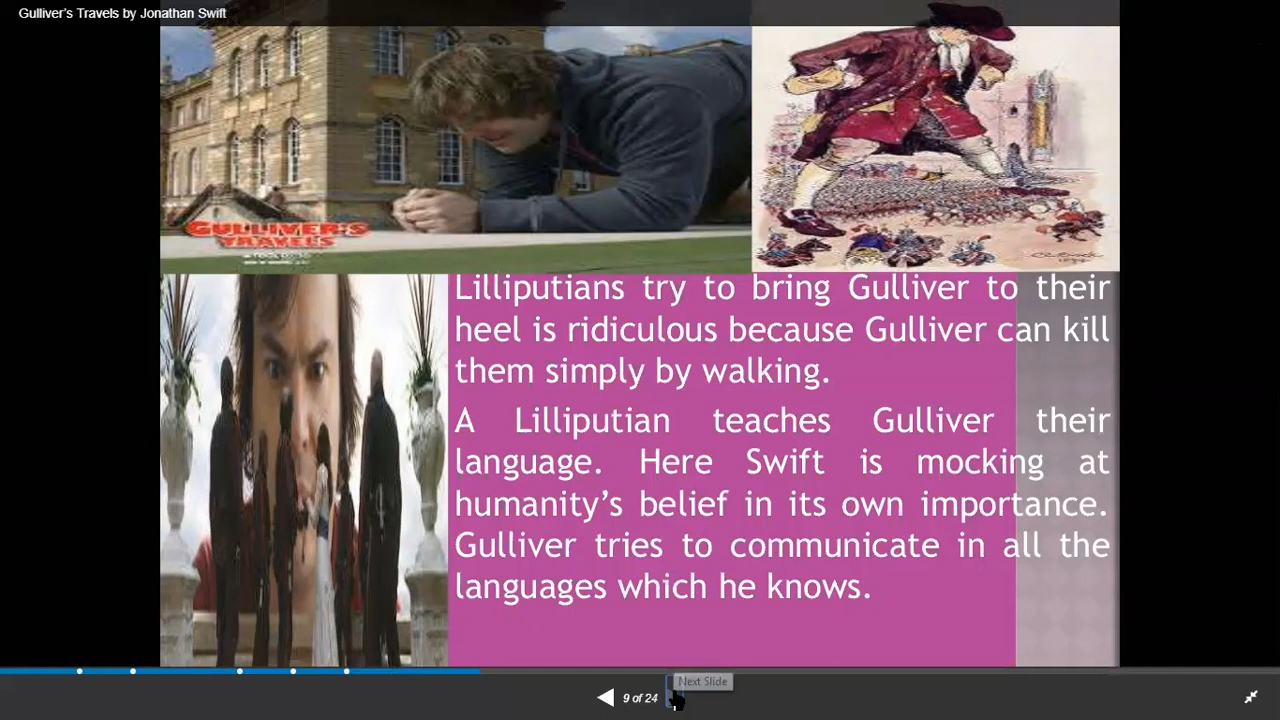 Gulliver's Travels by Jonathan Swift
GULLIVER'S
TRAVELS
Lilliputians try to bring Gulliver to their
heel is ridiculous because Gulliver can kill
them simply by walking.
A Lilliputian teaches Gulliver their
language. Here Swift is mocking at
humanity's belief in its own importance.
Gulliver tries to communicate in all the
languages which he knows.
Next Slide
9 of 24